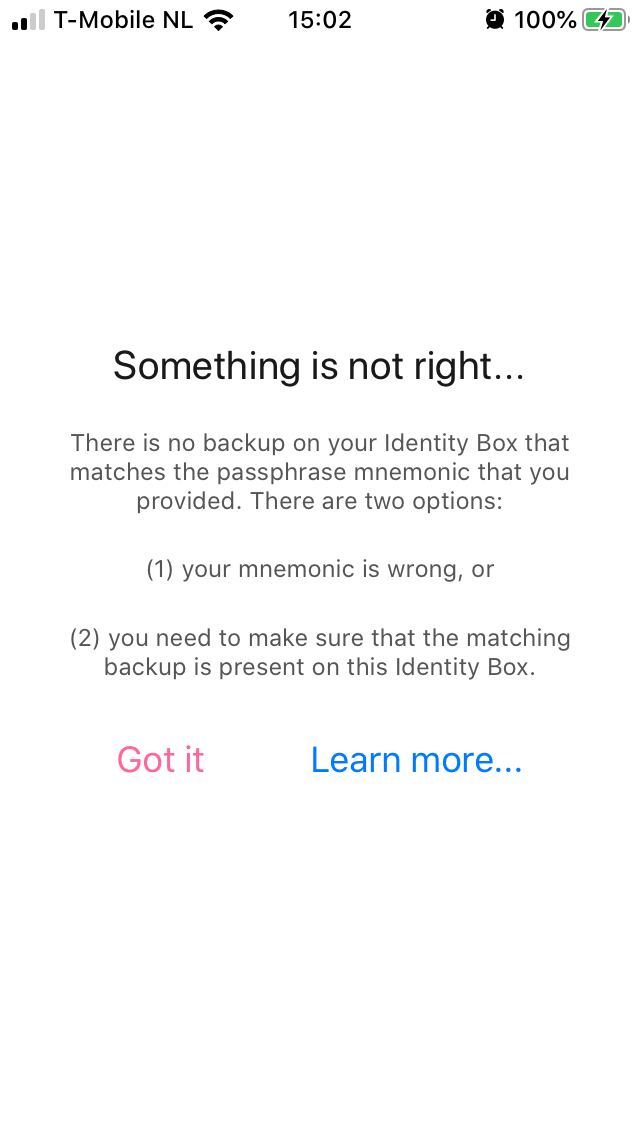 T-Mobile NL 15:02 100%
Something is not right...
There is no backup on your Identity Box that
matches the passphrase mnemonic that you
provided. There are two options:
(1) your mnemonic is wrong, or
(2) you need to make sure that the matching
backup is present on this Identity Box.
Got it Learn more...